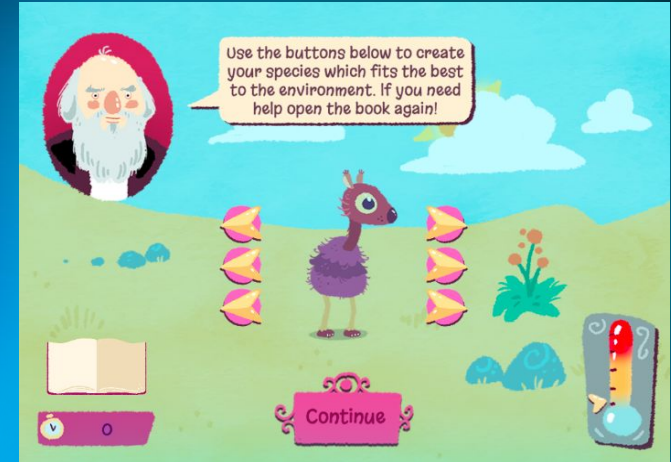 Use the buttons below to create
your species which fits the best
to the environment. If you need
help open the book again!
Continue
0